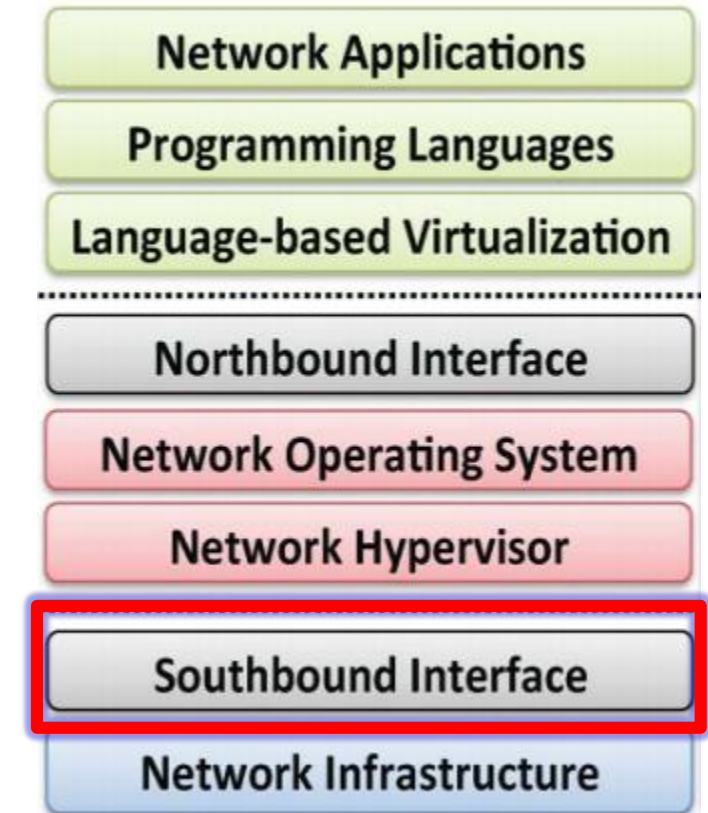 Network Applications
Programming Languages
Language-based Virtualization
Northbound Interface
Network Operating System
Network Hypervisor
Southbound Interface
Network Infrastructure